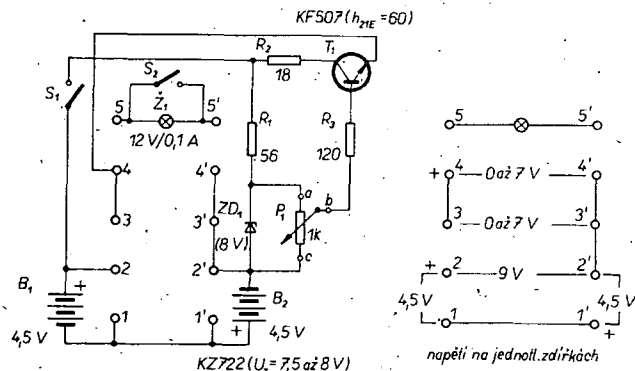 KF507 (h21E = 60)
R2
18
T1
S1
S2
Ž1
5
5'
12 V/0,1 A
R1
56
R3
120
4
4'
3
3'
ZD1
(8 V)
P1
1k
a
b
c
2
2'
B1
+
4,5 V
1
1'
B2
+
4,5 V
KZ722 (Uz = 7,5 až 8 V)
5
5'
+
4
0 až 7 V
4'
3
0 až 7 V
3'
+
2
9 V
2'
4,5 V
4,5 V
1
1'
+
napětí na jednotl. zdířkách